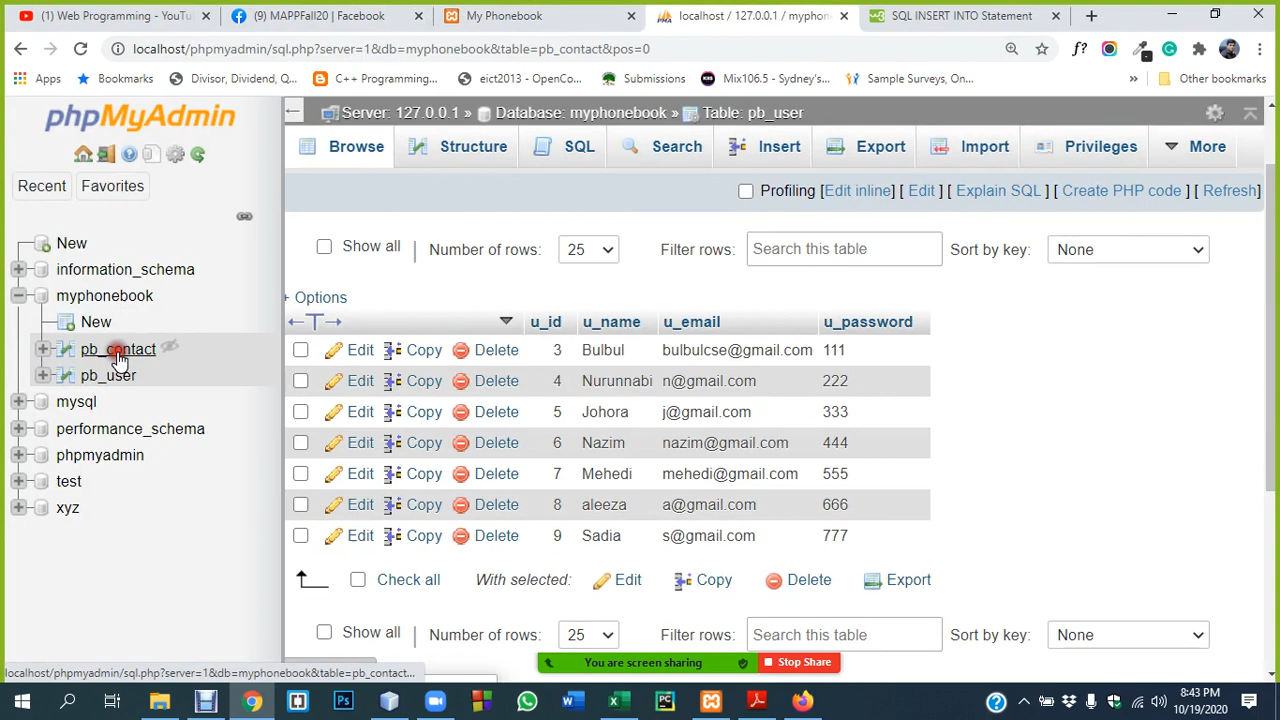 (1) Web Programming - YouTu
(9) MAPPFall20 | Facebook
My Phonebook
localhost / 127.0.0.1 / myphon
SQL INSERT INTO Statement
localhost/phpmyadmin/sql.php?server=1&db=myphonebook&table=pb_contact&pos=0
Apps
Bookmarks
Divisor, Dividend, Q...
C++ Programming...
eict2013 - OpenCo...
Submissions
Mix106.5 - Sydney's...
Sample Surveys, On...
Other bookmarks
phpMyAdmin
Recent
Favorites
New
information_schema
myphonebook
New
pb_contact
pb_user
mysql
performance_schema
phpmyadmin
test
xyz
Server: 127.0.0.1 » Database: myphonebook » Table: pb_user
Browse Structure SQL Search Insert Export Import Privileges More
Profiling [Edit inline] [ Edit ] [ Explain SQL ] [ Create PHP code ] [ Refresh]
Show all Number of rows: 25 Filter rows: Search this table Sort by key: None
+ Options
u_id u_name u_email u_password
Edit Copy Delete 3 Bulbul bulbulcse@gmail.com 111
Edit Copy Delete 4 Nurunnabi n@gmail.com 222
Edit Copy Delete 5 Johora j@gmail.com 333
Edit Copy Delete 6 Nazim nazim@gmail.com 444
Edit Copy Delete 7 Mehedi mehedi@gmail.com 555
Edit Copy Delete 8 aleeza a@gmail.com 666
Edit Copy Delete 9 Sadia s@gmail.com 777
Check all With selected: Edit Copy Delete Export
Show all Number of rows: 25 Filter rows: Search this table Sort by key: None
You are screen sharing Stop Share
localhost/phpmyadmin/sql.php?server=1&db=myphonebook&table=pb_contact...
8:43 PM
10/19/2020